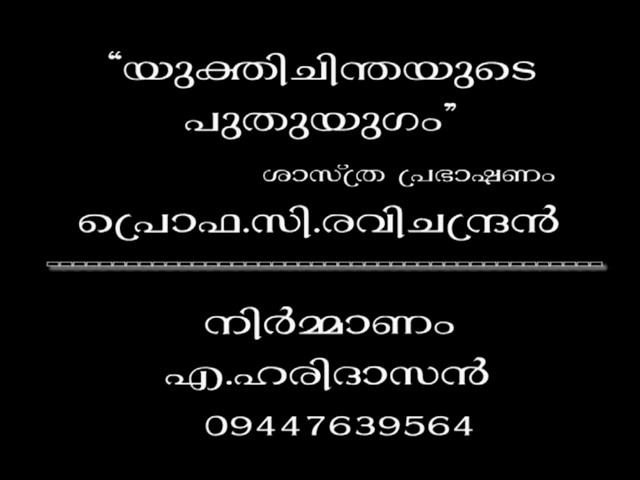 “യുക്തിചിന്തയുടെ
പുതുയുഗം”
ശാസ്ത്ര പ്രഭാഷണം
പ്രൊഫ.സി.രവിചന്ദ്രൻ
നിർമ്മാണം
എ.ഹരിദാസൻ
09447639564